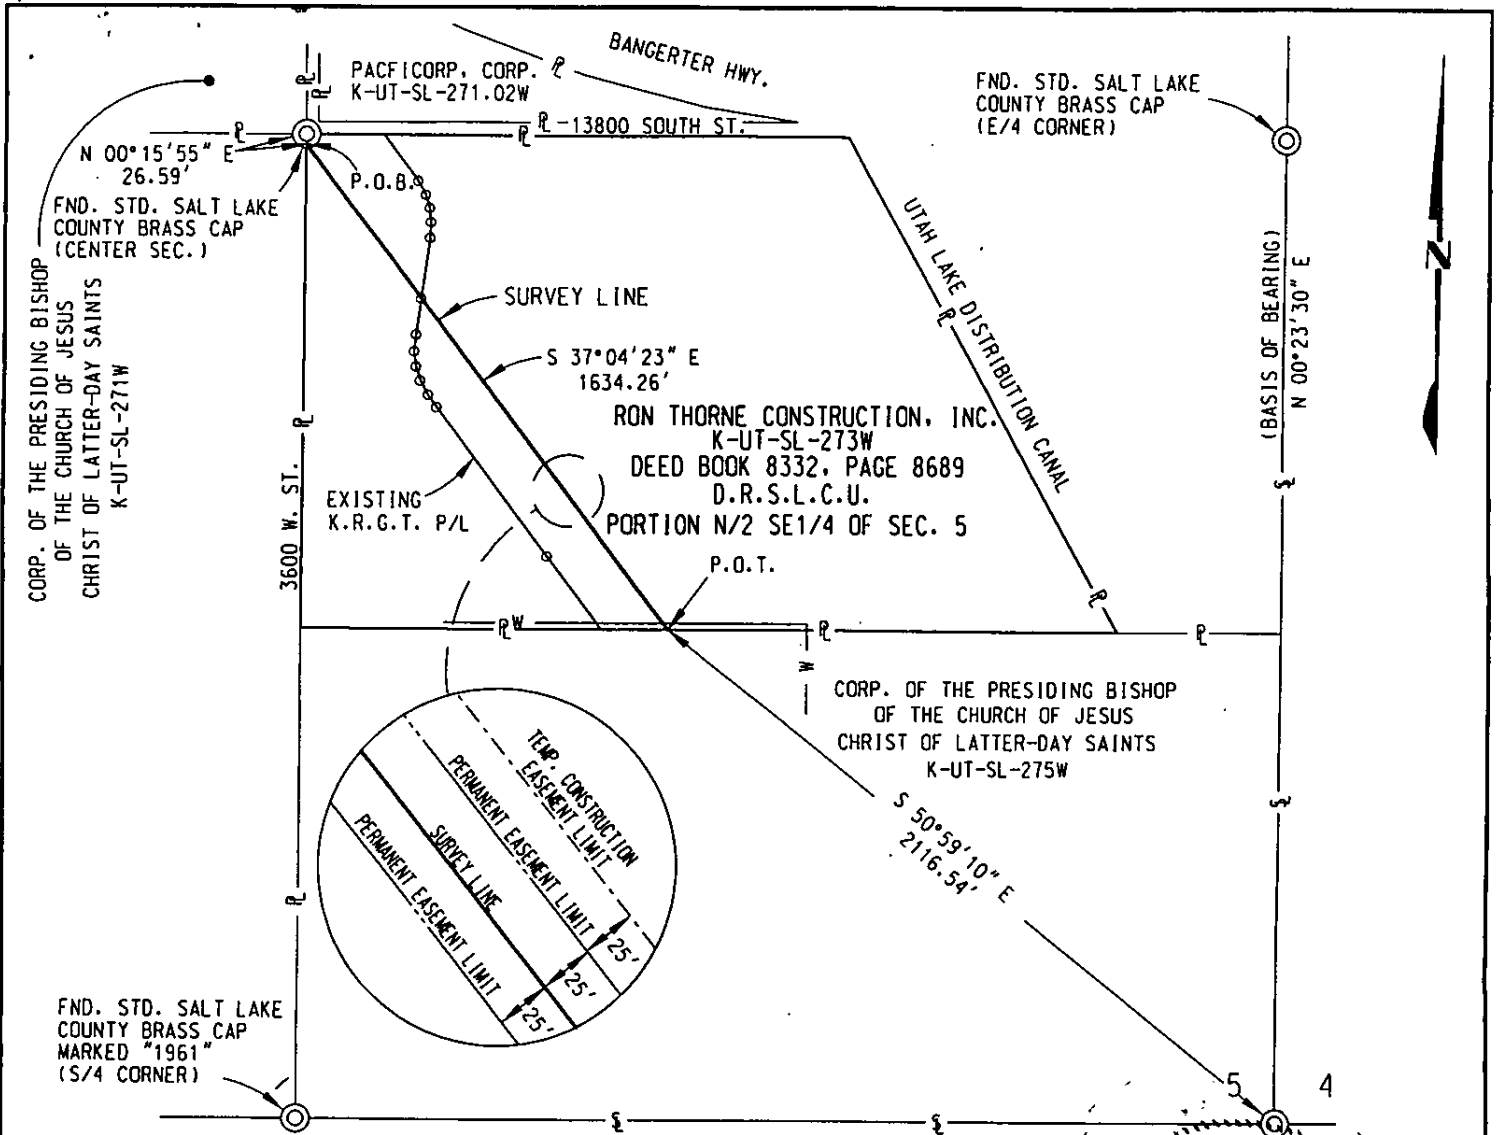 BANGERTER HWY.
PACFICORP, CORP.
K-UT-SL-271.02W
13800 SOUTH ST.
FND. STD. SALT LAKE
COUNTY BRASS CAP
(E/4 CORNER)
N 00°15'55" E
26.59'
P.O.B.
FND. STD. SALT LAKE
COUNTY BRASS CAP
(CENTER SEC.)
CORP. OF THE PRESIDING BISHOP
OF THE CHURCH OF JESUS
CHRIST OF LATTER-DAY SAINTS
K-UT-SL-271W
UTAH LAKE DISTRIBUTION CANAL
(BASIS OF BEARING)
N 00°23'30" E
N
SURVEY LINE
S 37°04'23" E
1634.26'
RON THORNE CONSTRUCTION, INC.
K-UT-SL-273W
DEED BOOK 8332, PAGE 8689
D.R.S.L.C.U.
PORTION N/2 SE1/4 OF SEC. 5
EXISTING
K.R.G.T. P/L
3600 W. ST.
P.O.T.
W
W
CORP. OF THE PRESIDING BISHOP
OF THE CHURCH OF JESUS
CHRIST OF LATTER-DAY SAINTS
K-UT-SL-275W
S 50°59'10" E
2116.54'
TEMP. CONSTRUCTION
EASEMENT LIMIT
PERMANENT EASEMENT LIMIT
SURVEY LINE
PERMANENT EASEMENT LIMIT
25'
25'
25'
FND. STD. SALT LAKE
COUNTY BRASS CAP
MARKED "1961"
(S/4 CORNER)
5 4